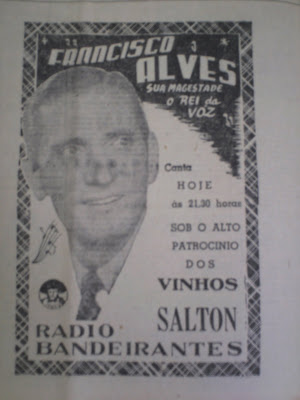 FRANCISCO
ALVES
SUA MAGESTADE
O REI da
VOZ
Canta
HOJE
às 21,30 horas
SOB O ALTO
PATROCINIO
DOS
VINHOS
SALTON
RADIO
BANDEIRANTES